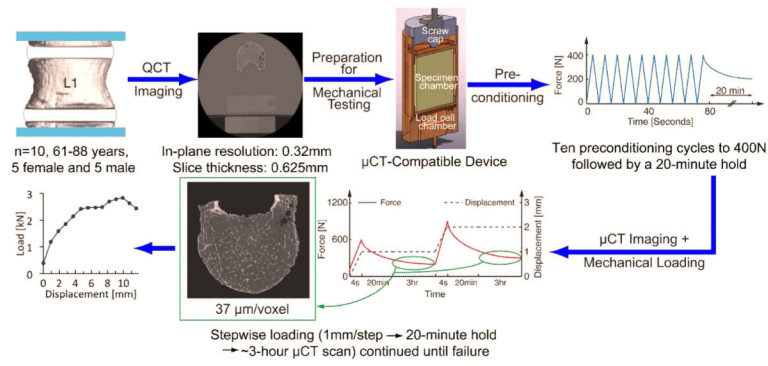 L1
n=10, 61-88 years,
5 female and 5 male
QCT
Imaging
In-plane resolution: 0.32mm
Slice thickness: 0.625mm
Preparation
for
Mechanical
Testing
Screw
cap
Specimen
chamber
Load cell
chamber
µCT-Compatible Device
Pre-
conditioning
Force [N]
400
200
0
0 40 80
20 min
Time [Seconds]
Ten preconditioning cycles to 400N
followed by a 20-minute hold
µCT Imaging +
Mechanical Loading
Force Displacement
Force [N]
1200
600
0
Displacement [mm]
3
2
1
0
4s 20min 3hr 4s 20min 3hr
Time
37 µm/voxel
Stepwise loading (1mm/step → 20-minute hold
→ ~3-hour µCT scan) continued until failure
Load [kN]
3
2
1
0
0 2 4 6 8 10
Displacement [mm]